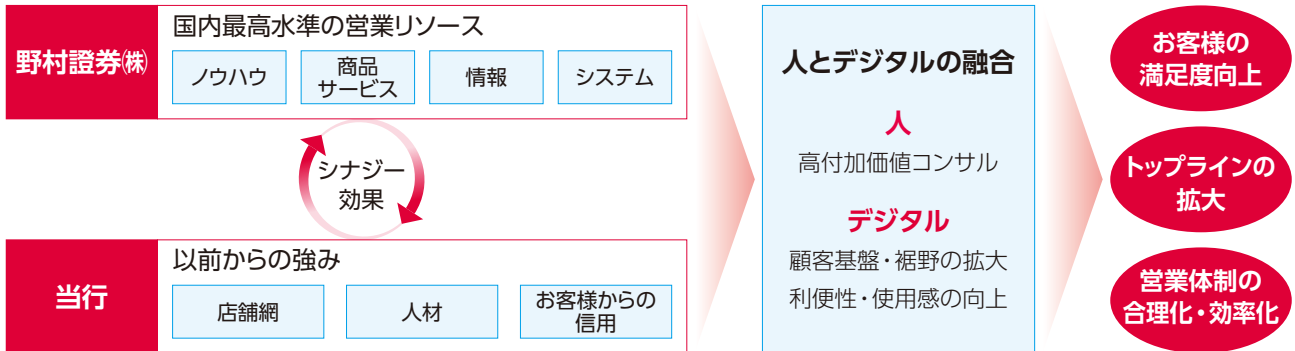 野村證券㈱
国内最高水準の営業リソース
ノウハウ
商品
サービス
情報
システム
シナジー
効果
当行
以前からの強み
店舗網
人材
お客様からの
信用
人とデジタルの融合
人
高付加価値コンサル
デジタル
顧客基盤・裾野の拡大
利便性・使用感の向上
お客様の
満足度向上
トップラインの
拡大
営業体制の
合理化・効率化